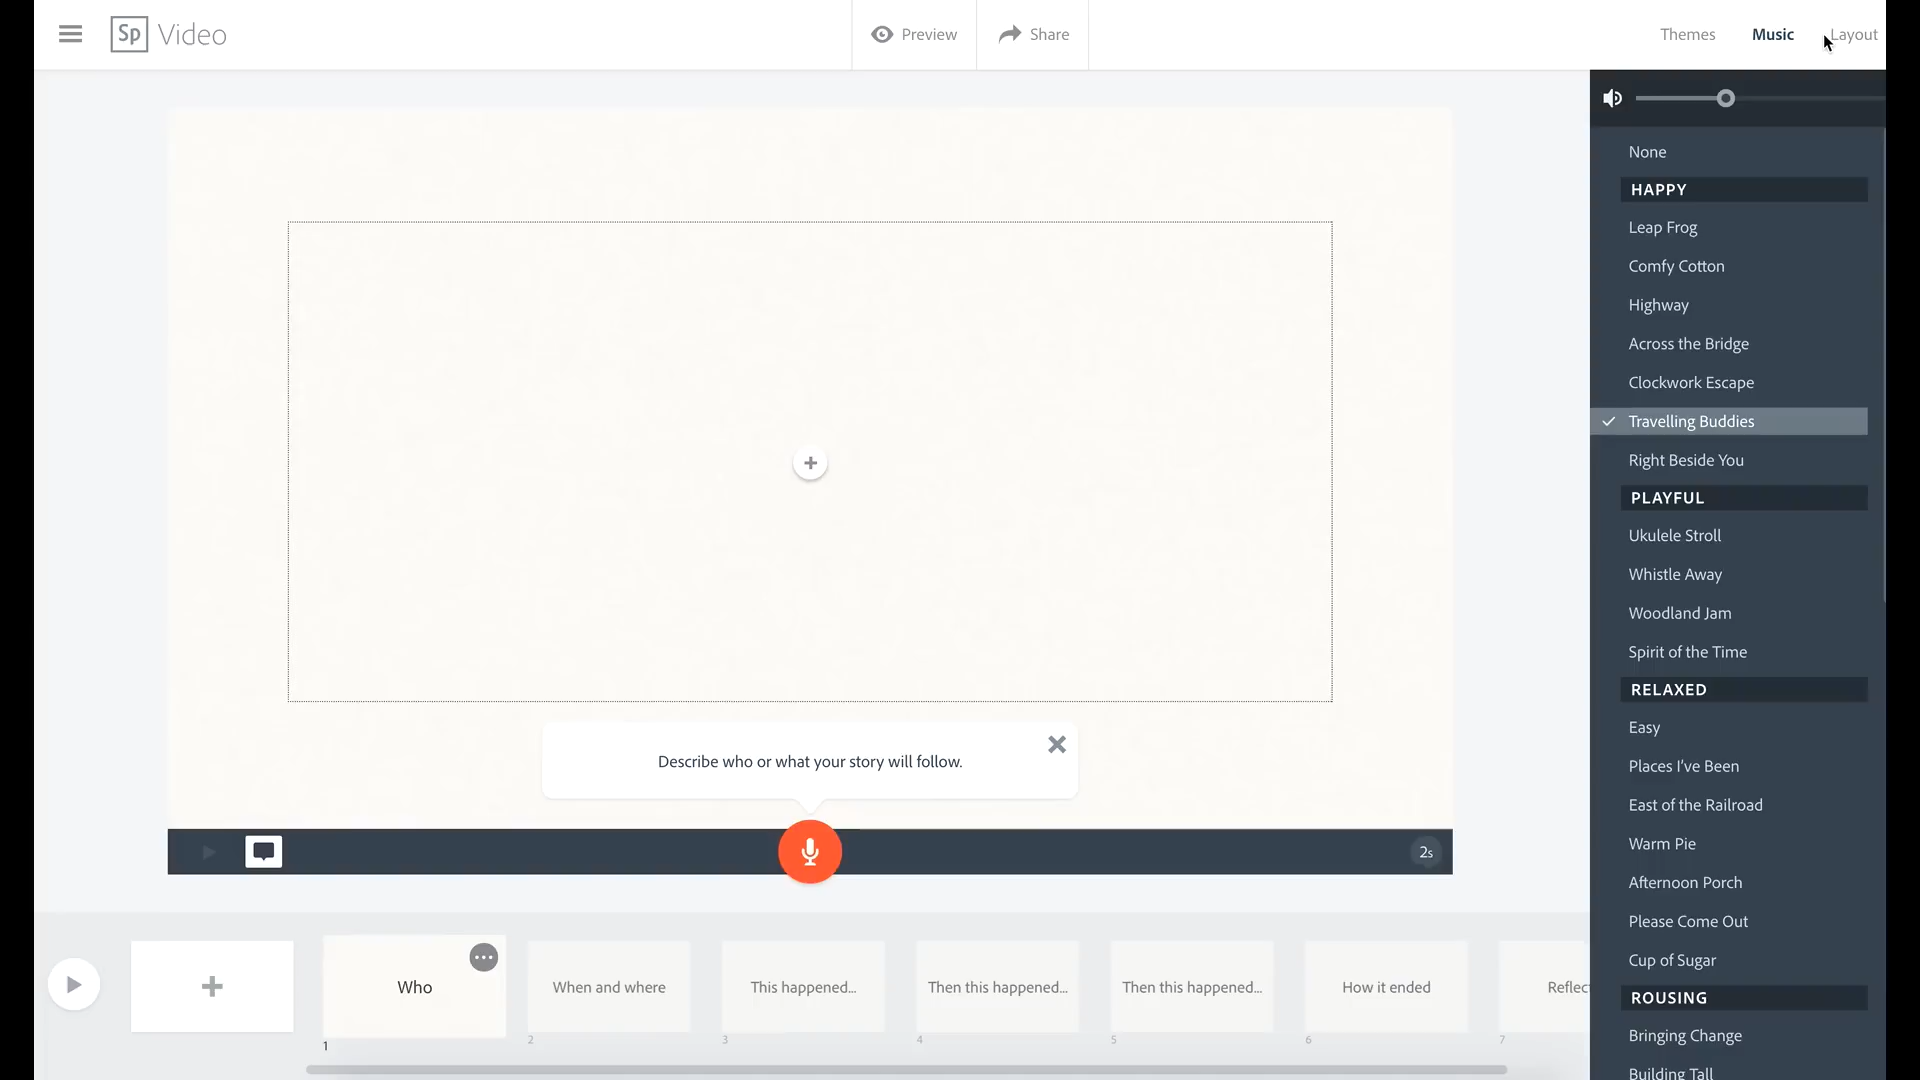 Sp Video
Preview
Share
Themes
Music
Layout
None
HAPPY
Leap Frog
Comfy Cotton
Highway
Across the Bridge
Clockwork Escape
Travelling Buddies
Right Beside You
PLAYFUL
Ukulele Stroll
Whistle Away
Woodland Jam
Spirit of the Time
RELAXED
Easy
Places I've Been
East of the Railroad
Warm Pie
Afternoon Porch
Please Come Out
Cup of Sugar
ROUSING
Bringing Change
Building Tall
Describe who or what your story will follow.
2s
Who
When and where
This happened...
Then this happened...
Then this happened...
How it ended
Reflec
1
2
3
4
5
6
7